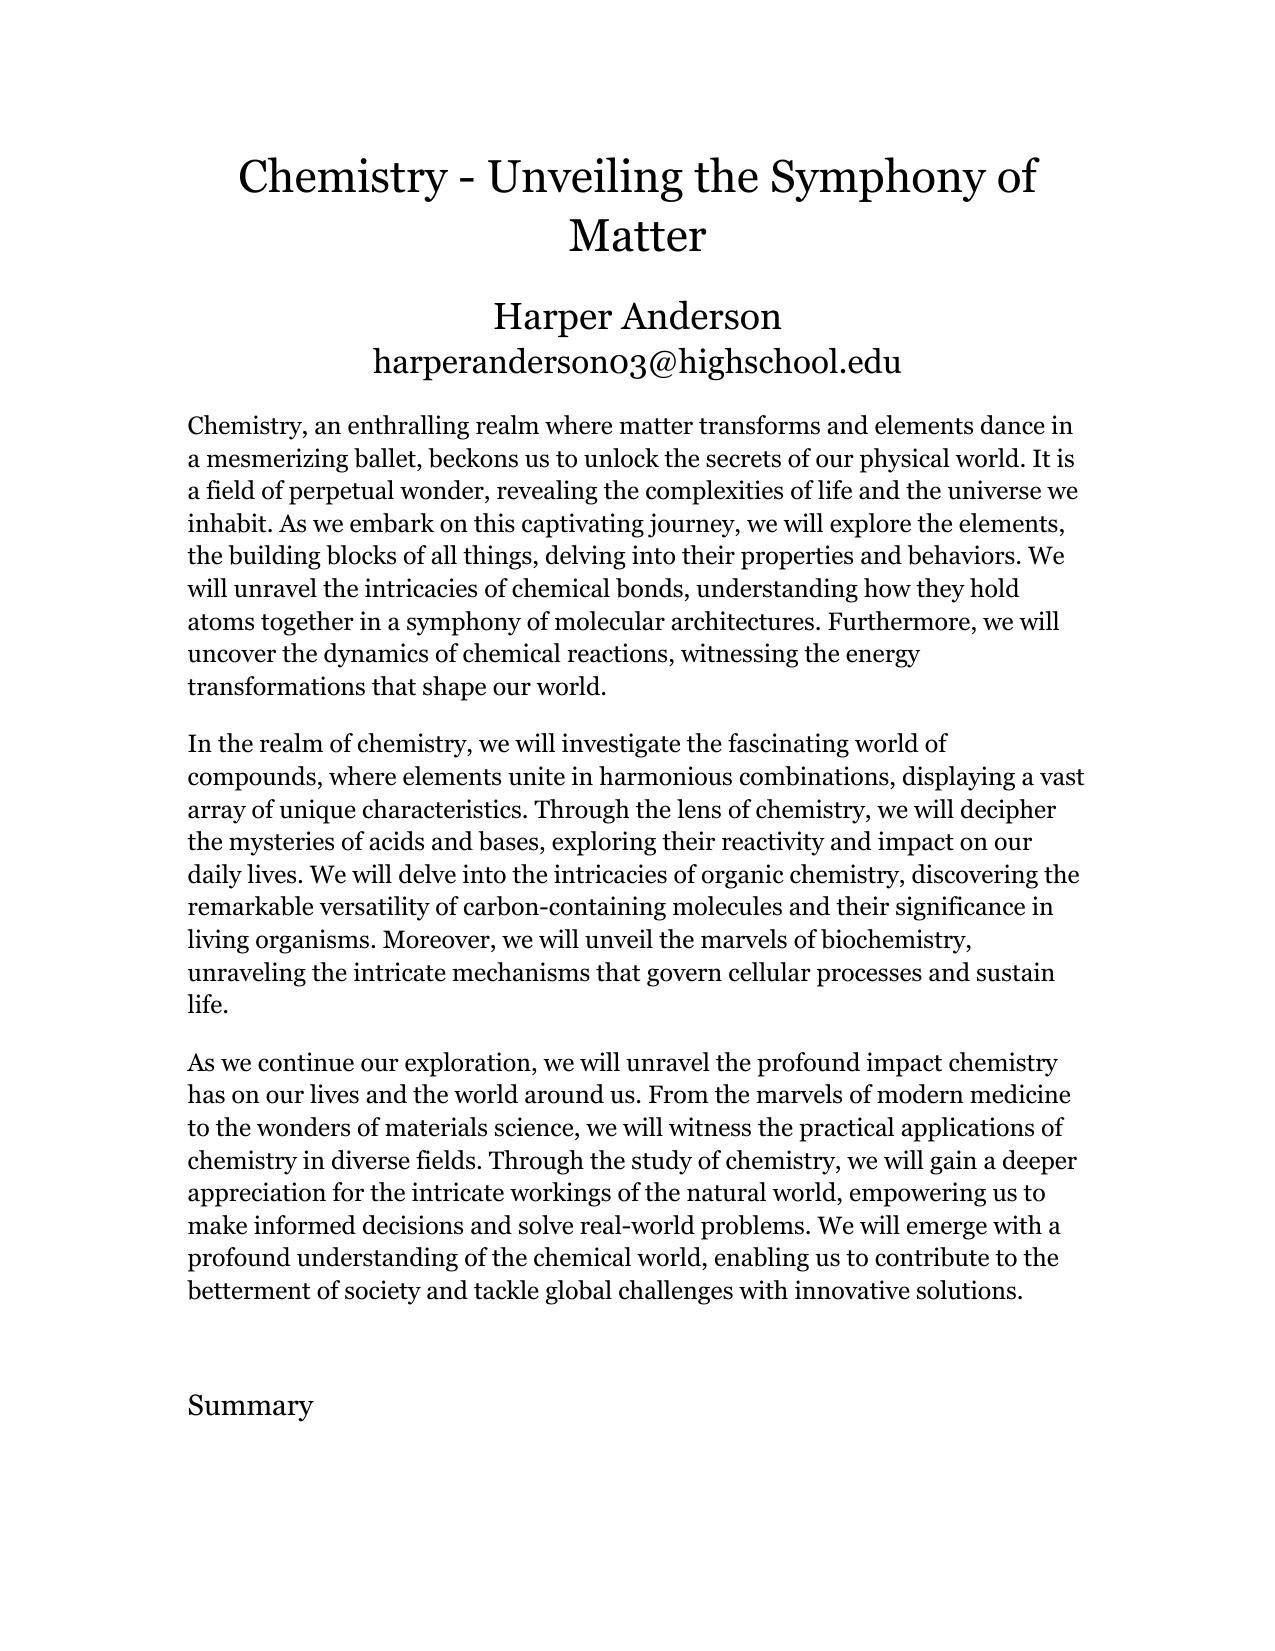 Chemistry - Unveiling the Symphony of
Matter
Harper Anderson
harperanderson03@highschool.edu
Chemistry, an enthralling realm where matter transforms and elements dance in
a mesmerizing ballet, beckons us to unlock the secrets of our physical world. It is
a field of perpetual wonder, revealing the complexities of life and the universe we
inhabit. As we embark on this captivating journey, we will explore the elements,
the building blocks of all things, delving into their properties and behaviors. We
will unravel the intricacies of chemical bonds, understanding how they hold
atoms together in a symphony of molecular architectures. Furthermore, we will
uncover the dynamics of chemical reactions, witnessing the energy
transformations that shape our world.
In the realm of chemistry, we will investigate the fascinating world of
compounds, where elements unite in harmonious combinations, displaying a vast
array of unique characteristics. Through the lens of chemistry, we will decipher
the mysteries of acids and bases, exploring their reactivity and impact on our
daily lives. We will delve into the intricacies of organic chemistry, discovering the
remarkable versatility of carbon-containing molecules and their significance in
living organisms. Moreover, we will unveil the marvels of biochemistry,
unraveling the intricate mechanisms that govern cellular processes and sustain
life.
As we continue our exploration, we will unravel the profound impact chemistry
has on our lives and the world around us. From the marvels of modern medicine
to the wonders of materials science, we will witness the practical applications of
chemistry in diverse fields. Through the study of chemistry, we will gain a deeper
appreciation for the intricate workings of the natural world, empowering us to
make informed decisions and solve real-world problems. We will emerge with a
profound understanding of the chemical world, enabling us to contribute to the
betterment of society and tackle global challenges with innovative solutions.
Summary